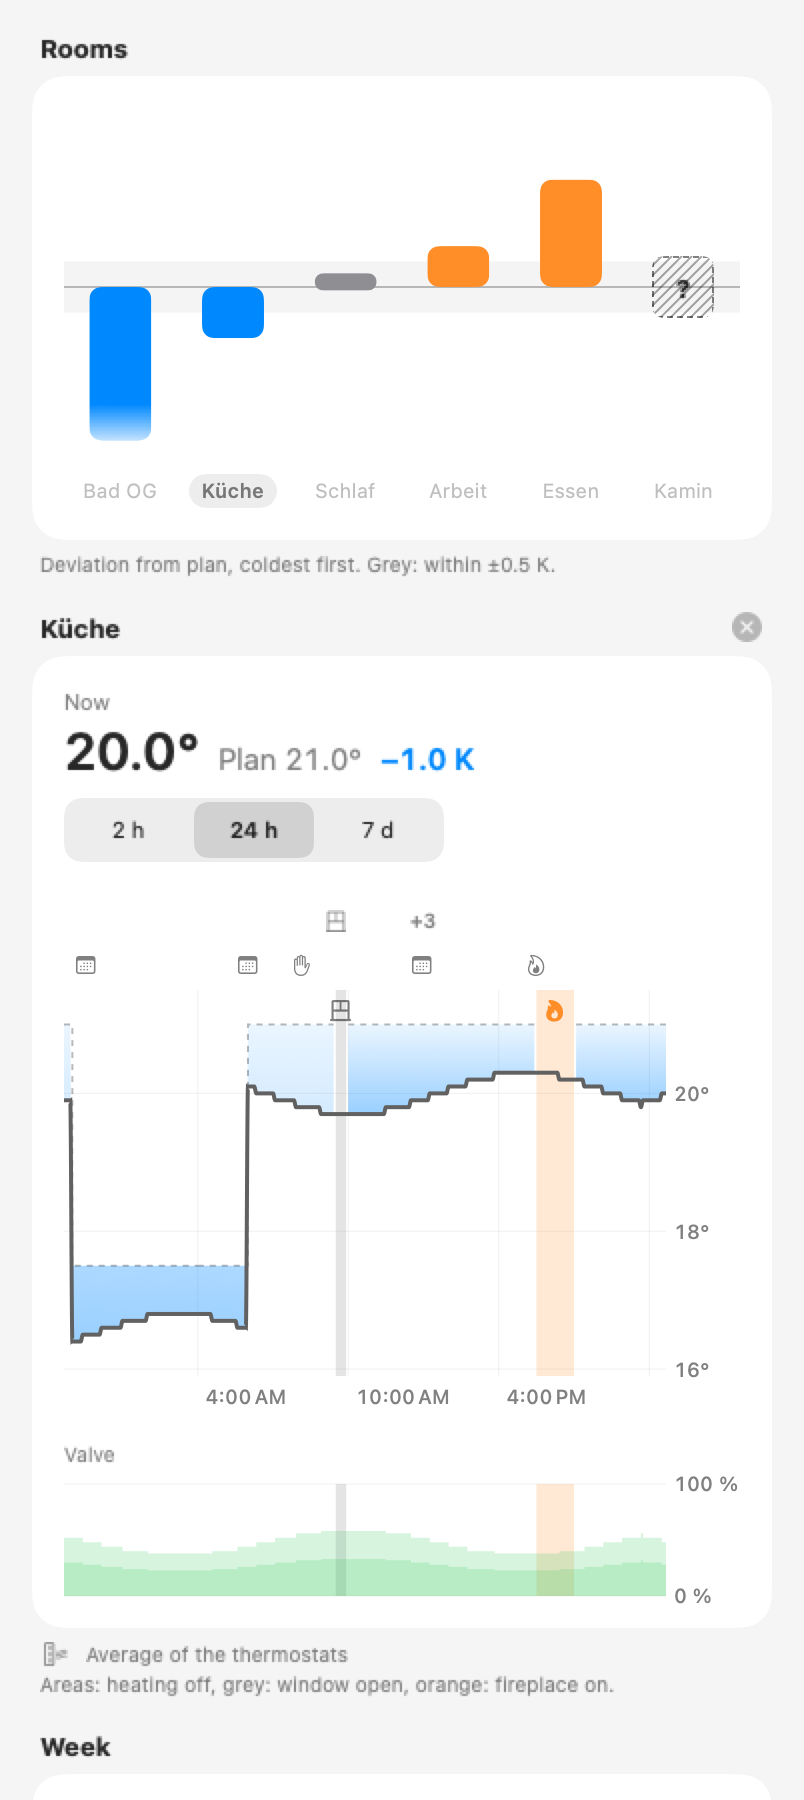 Rooms
?
Bad OG Küche Schlaf Arbeit Essen Kamin
Deviation from plan, coldest first. Grey: within ±0.5 K.
Küche
Now
20.0° Plan 21.0° −1.0 K
2 h 24 h 7 d
+3
20°
18°
16°
4:00 AM 10:00 AM 4:00 PM
Valve
100 %
0 %
Average of the thermostats
Areas: heating off, grey: window open, orange: fireplace on.
Week